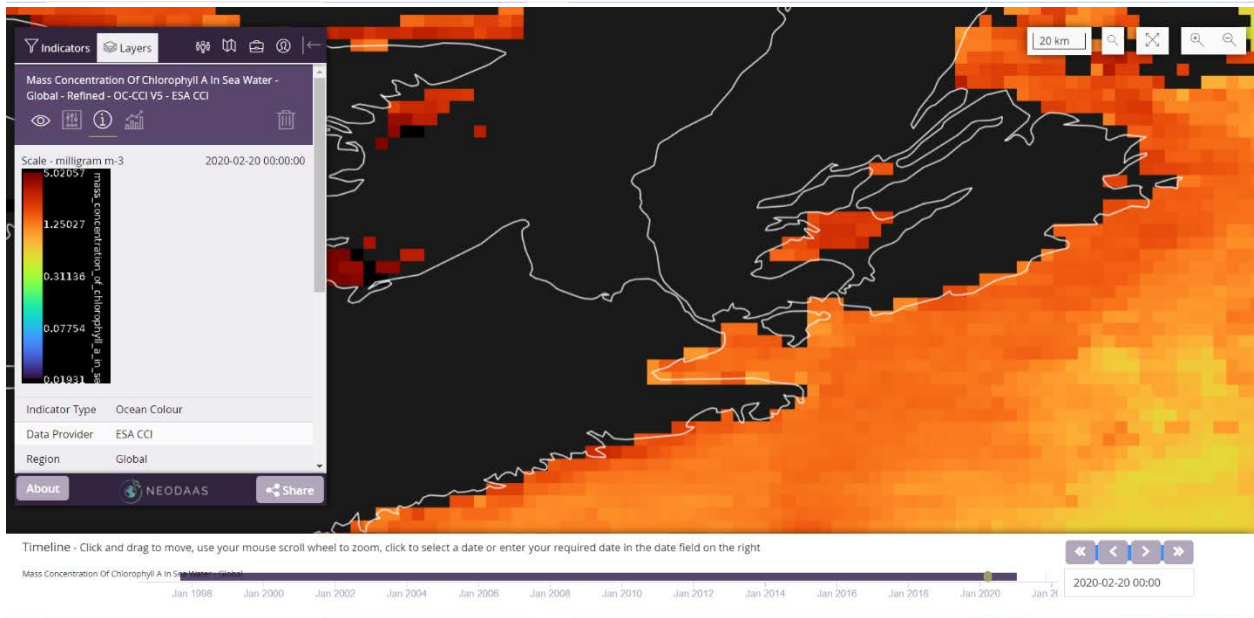 Indicators Layers
20 km
Mass Concentration Of Chlorophyll A In Sea Water -
Global - Refined - OC-CCI V5 - ESA CCI
Scale - milligram m-3 2020-02-20 00:00:00
5.02057
1.25027
0.31136
0.07754
0.01931
mass_concentration_of_chlorophyll_a_in_se
Indicator Type Ocean Colour
Data Provider ESA CCI
Region Global
About NEODAAS Share
Timeline - Click and drag to move, use your mouse scroll wheel to zoom, click to select a date or enter your required date in the date field on the right
Mass Concentration Of Chlorophyll A In Sea Water - Global
2020-02-20 00:00
Jan 1998 Jan 2000 Jan 2002 Jan 2004 Jan 2006 Jan 2008 Jan 2010 Jan 2012 Jan 2014 Jan 2016 Jan 2018 Jan 2020 Jan 20